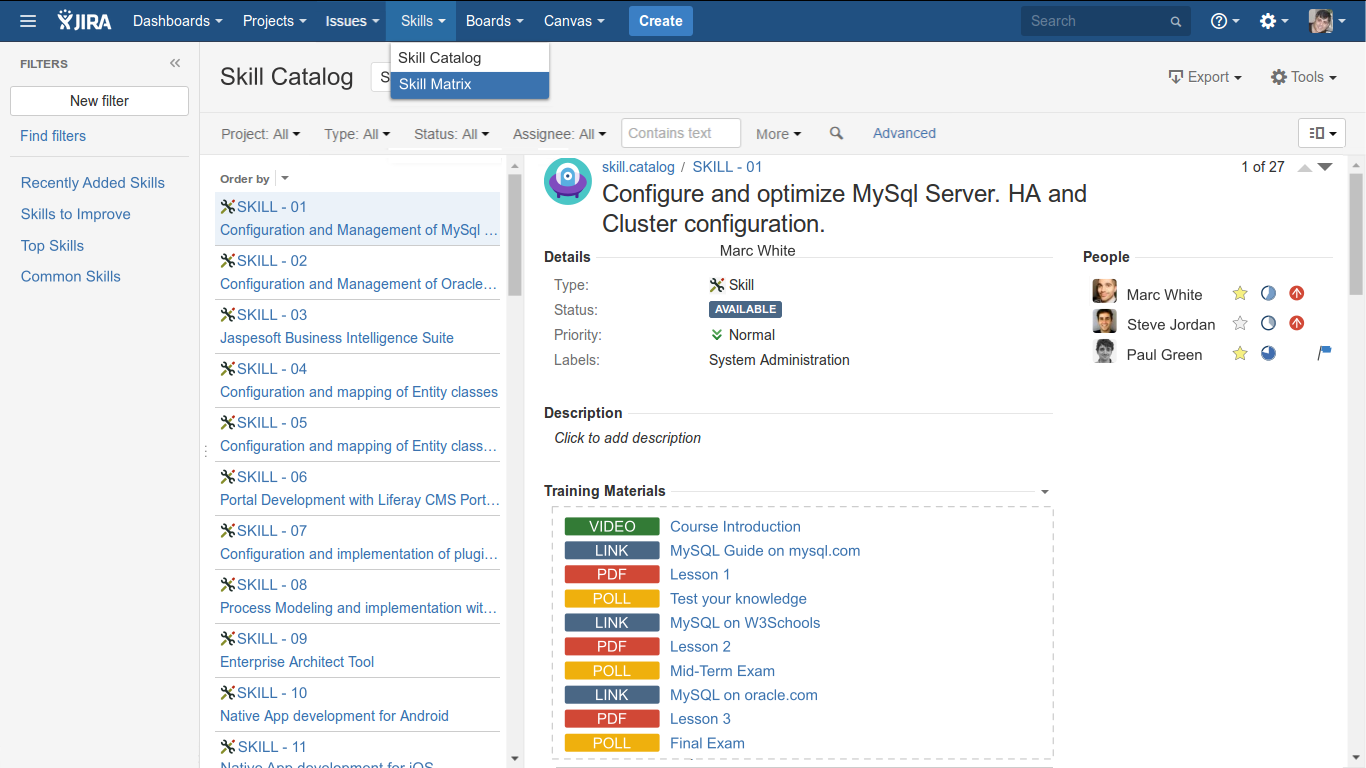 JIRA Dashboards Projects Issues Skills Boards Canvas Create Search
Skill Catalog
Skill Matrix
FILTERS
New filter
Find filters
Recently Added Skills
Skills to Improve
Top Skills
Common Skills
Skill Catalog S Export Tools
Project: All Type: All Status: All Assignee: All Contains text More Advanced
Order by
SKILL - 01
Configuration and Management of MySql ...
SKILL - 02
Configuration and Management of Oracle...
SKILL - 03
Jaspesoft Business Intelligence Suite
SKILL - 04
Configuration and mapping of Entity classes
SKILL - 05
Configuration and mapping of Entity class...
SKILL - 06
Portal Development with Liferay CMS Port...
SKILL - 07
Configuration and implementation of plugi...
SKILL - 08
Process Modeling and implementation wit...
SKILL - 09
Enterprise Architect Tool
SKILL - 10
Native App development for Android
SKILL - 11
Native App development for iOS
skill.catalog / SKILL - 01 1 of 27
Configure and optimize MySql Server. HA and
Cluster configuration.
Marc White
Details
Type: Skill
Status: AVAILABLE
Priority: Normal
Labels: System Administration
People
Marc White
Steve Jordan
Paul Green
Description
Click to add description
Training Materials
VIDEO Course Introduction
LINK MySQL Guide on mysql.com
PDF Lesson 1
POLL Test your knowledge
LINK MySQL on W3Schools
PDF Lesson 2
POLL Mid-Term Exam
LINK MySQL on oracle.com
PDF Lesson 3
POLL Final Exam